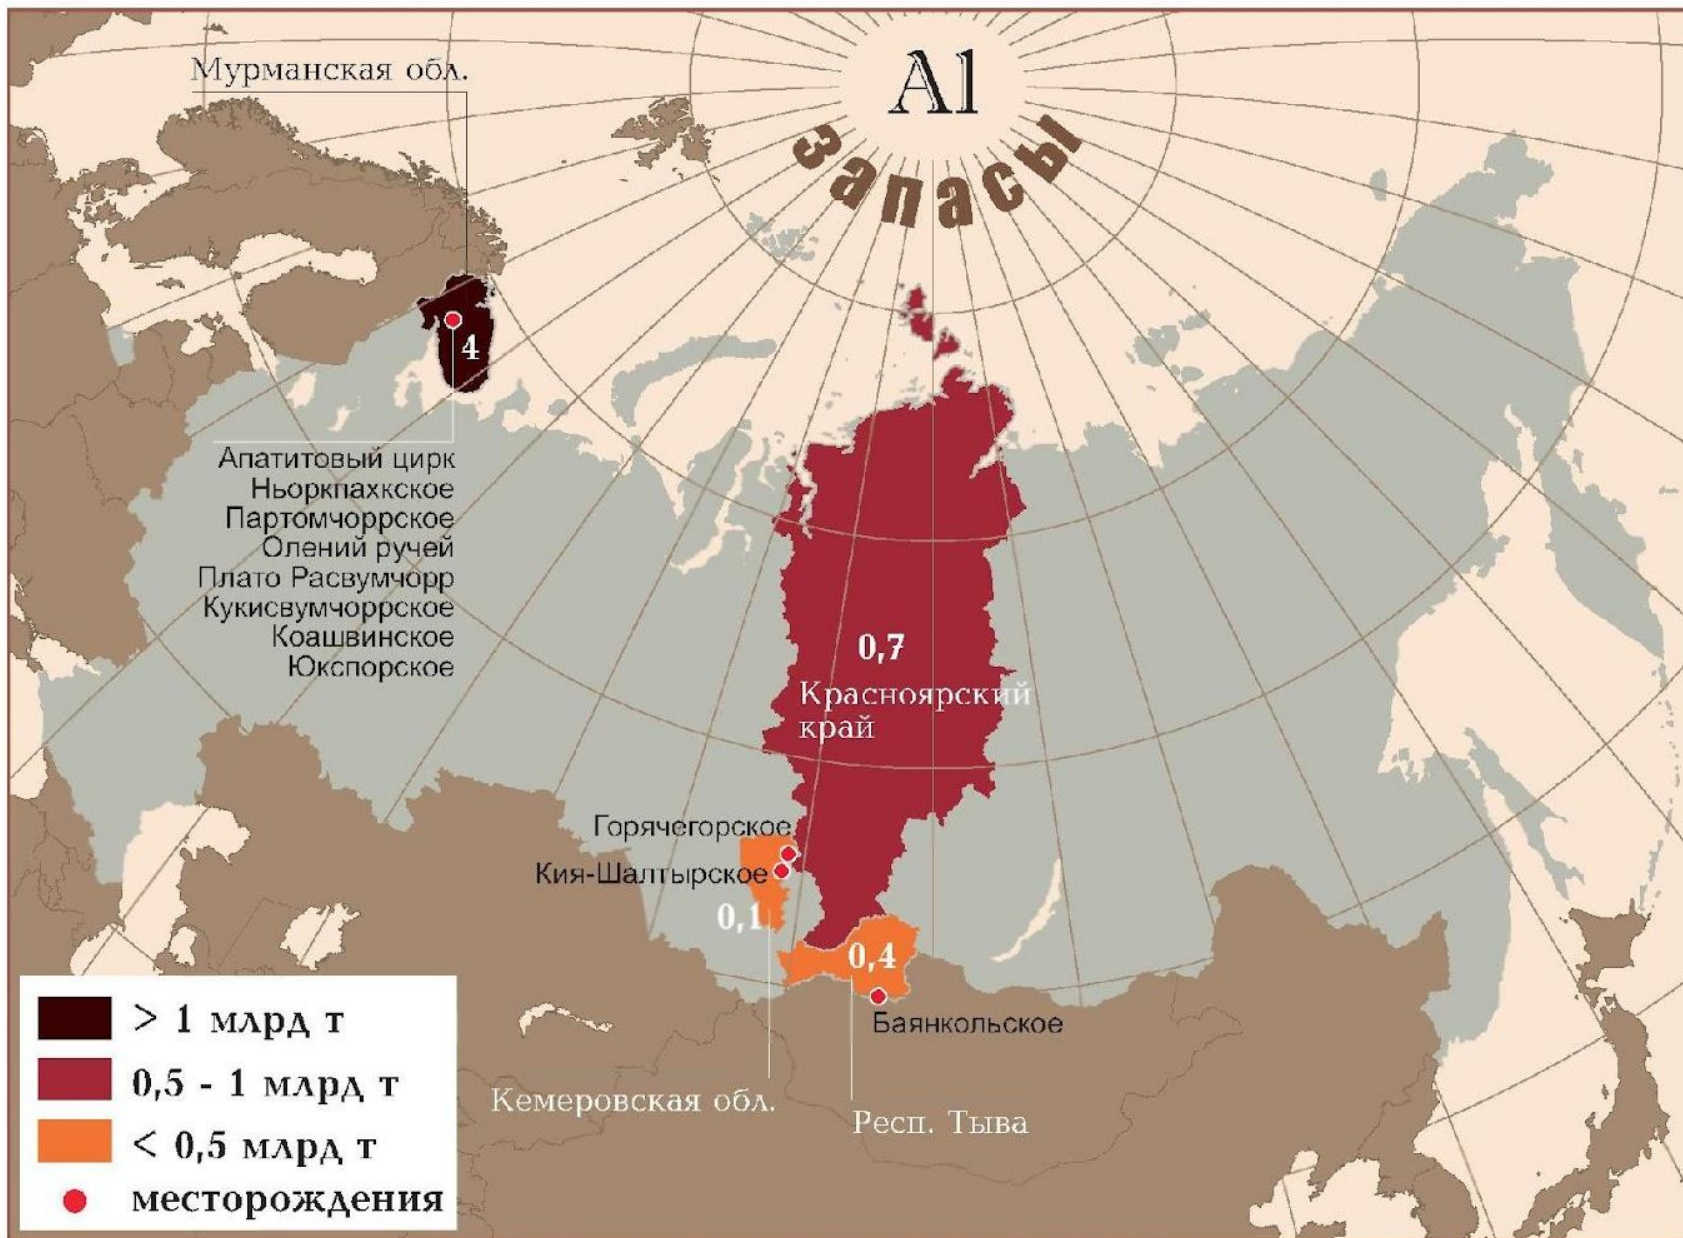 Al
запасы
Мурманская обл.
4
Апатитовый цирк
Ньоркпахкское
Партомчоррское
Олений ручей
Плато Расвумчорр
Кукисвумчоррское
Коашвинское
Юкспорское
0,7
Красноярский
край
Горячегорское
Кия-Шалтырское
0,1
0,4
Баянкольское
Кемеровская обл.
Респ. Тыва
> 1 млрд т
0,5 - 1 млрд т
< 0,5 млрд т
месторождения